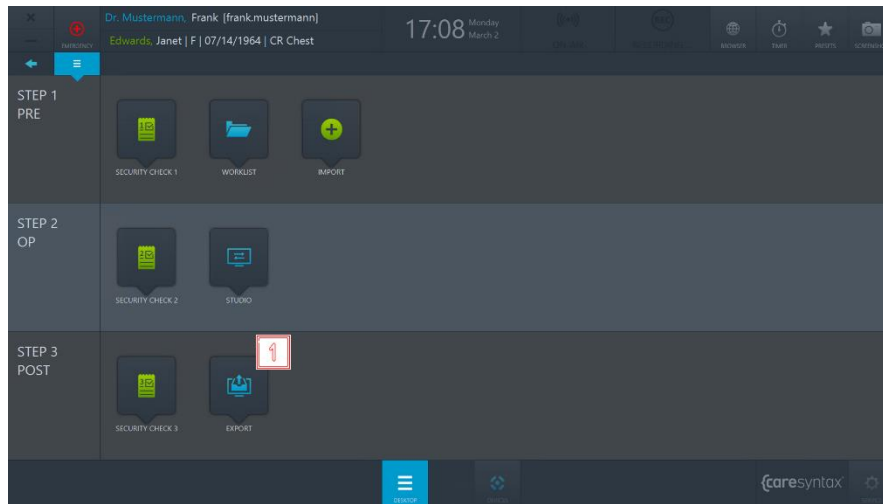 Dr. Mustermann, Frank [frank.mustermann]
Edwards, Janet | F | 07/14/1964 | CR Chest
17:08 Monday
March 2
EMERGENCY
BROWSER
TIMER
PRESETS
SCREENSH
STEP 1
PRE
SECURITY CHECK 1
WORKLIST
IMPORT
STEP 2
OP
SECURITY CHECK 2
STUDIO
STEP 3
POST
1
SECURITY CHECK 3
EXPORT
DESKTOP
{caresyntax